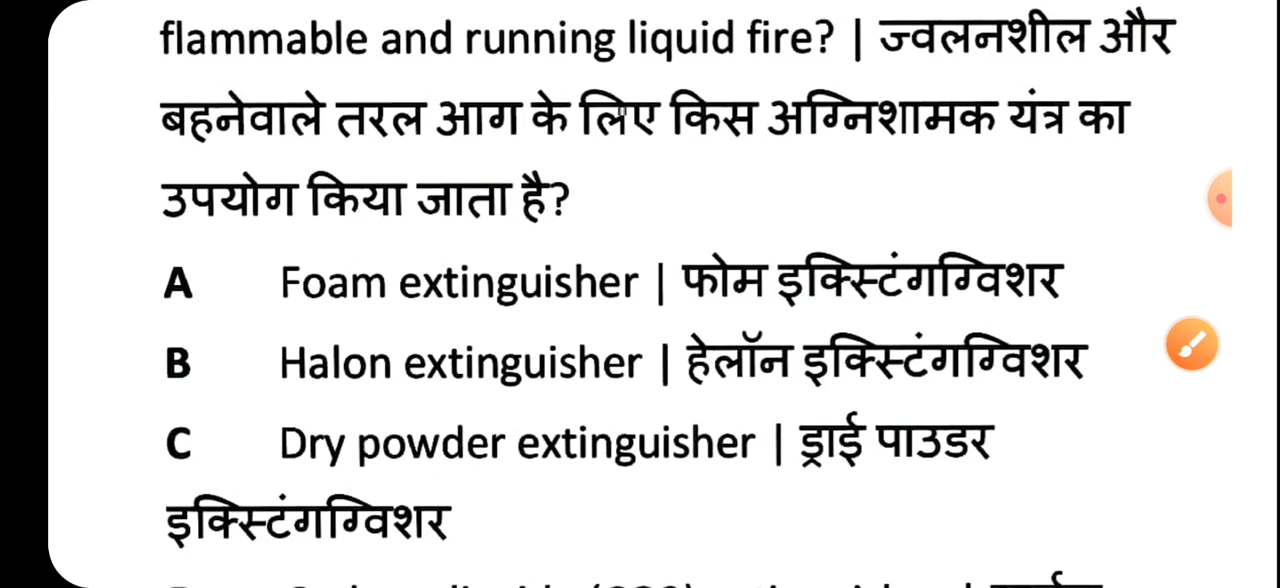 flammable and running liquid fire? | ज्वलनशील और
बहनेवाले तरल आग के लिए किस अग्निशामक यंत्र का
उपयोग किया जाता है?
A Foam extinguisher | फोम इक्स्टिंगग्विशर
B Halon extinguisher | हेलॉन इक्स्टिंगग्विशर
C Dry powder extinguisher | ड्राई पाउडर
इक्स्टिंगग्विशर